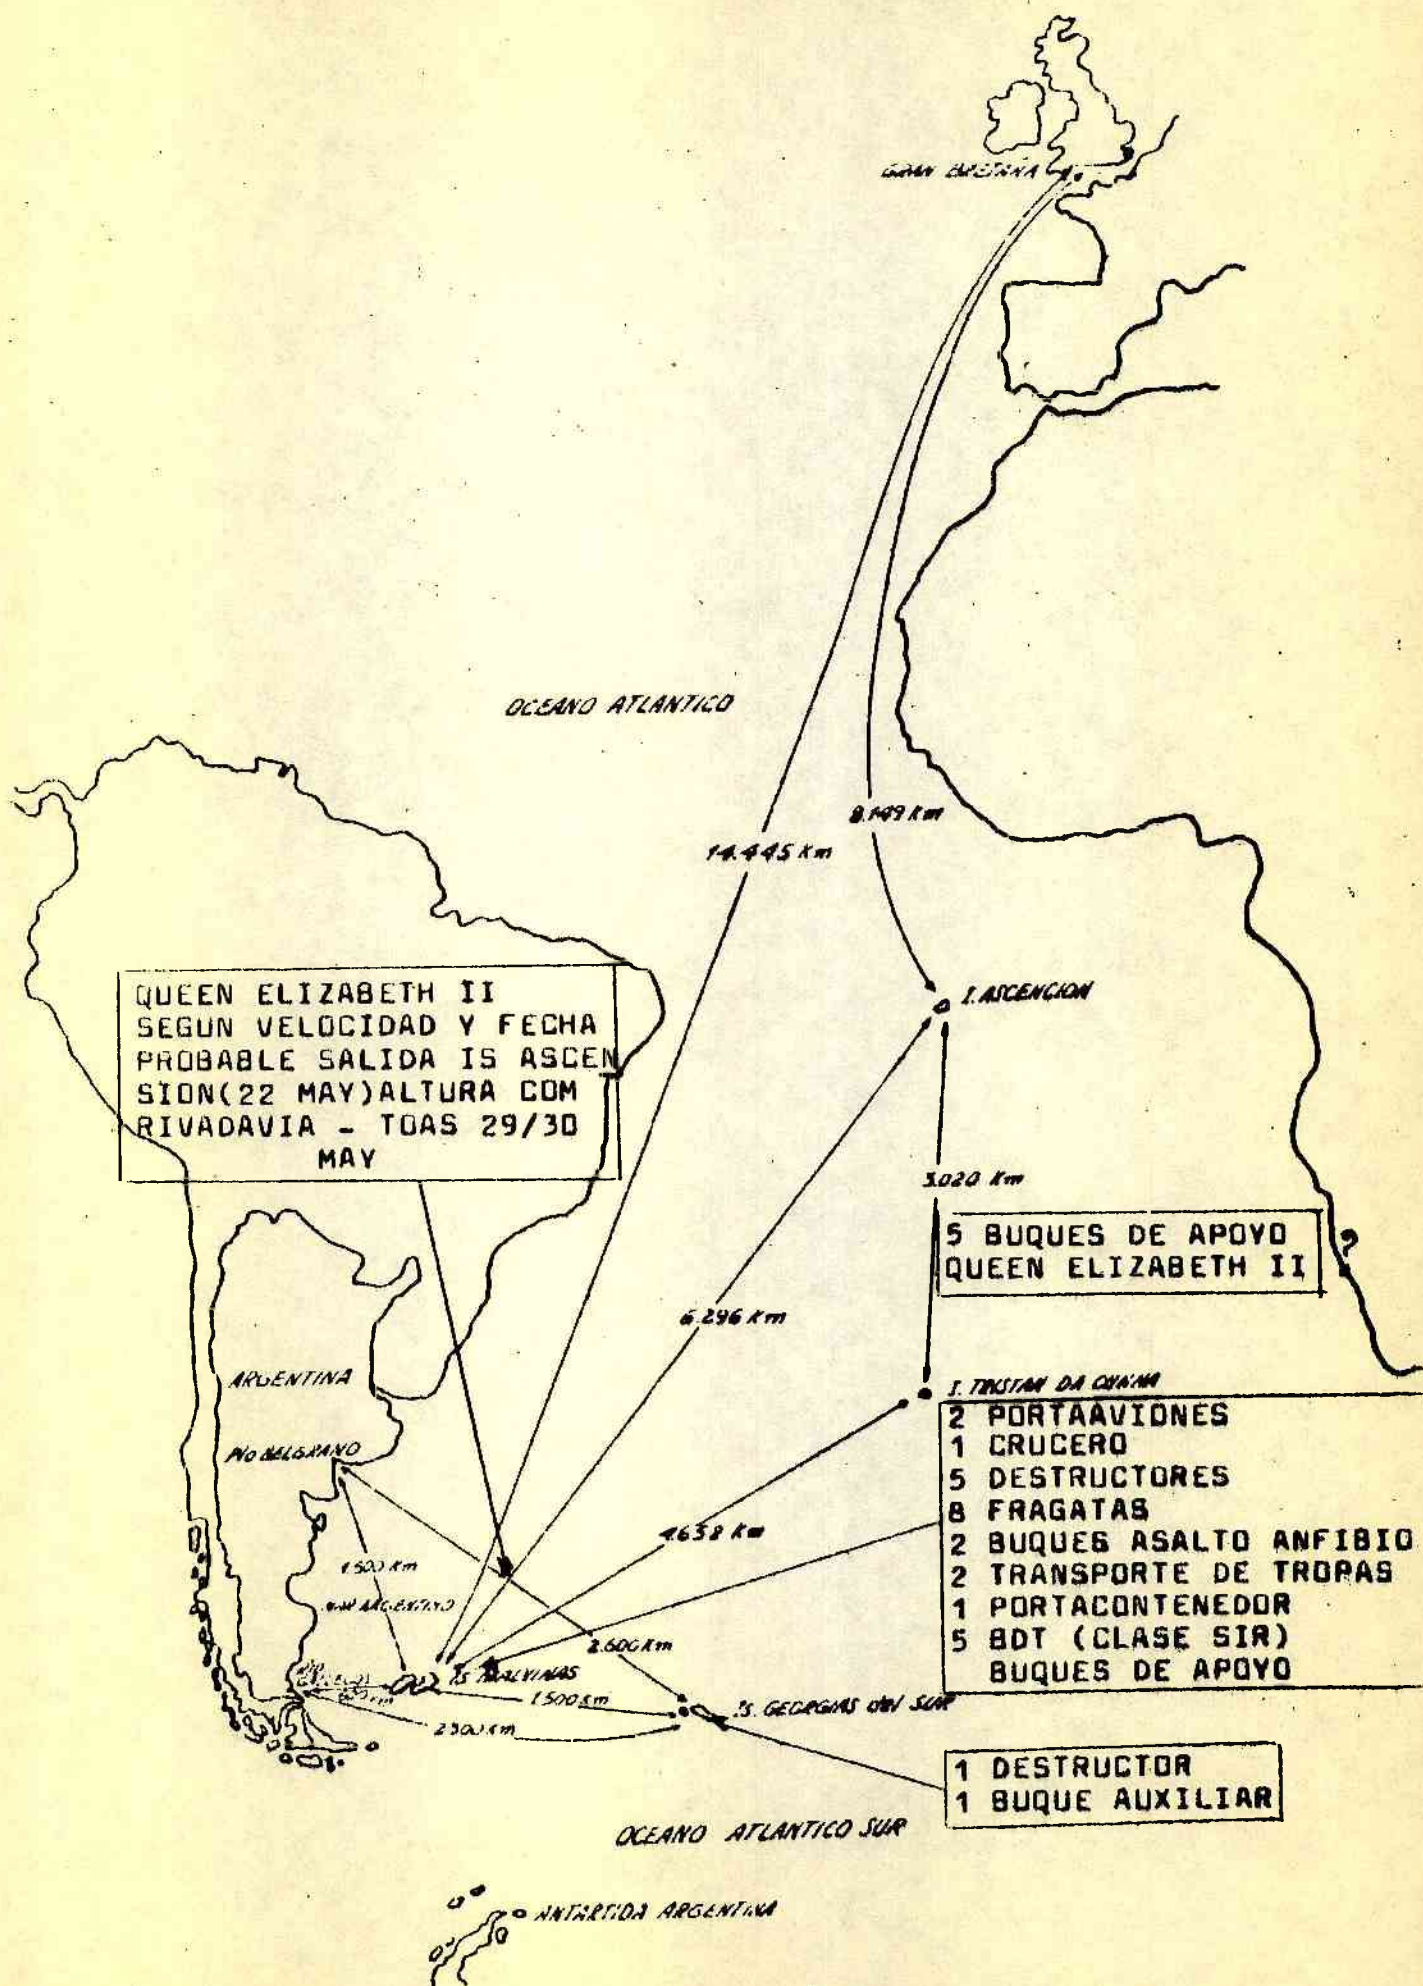 GRAN BRETAÑA
OCEANO ATLANTICO
8.149 Km
14.445 Km
I. ASCENCION
QUEEN ELIZABETH II
SEGUN VELOCIDAD Y FECHA
PROBABLE SALIDA IS ASCEN
SION(22 MAY)ALTURA COM
RIVADAVIA - TOAS 29/30
MAY
3.020 Km
5 BUQUES DE APOYO
QUEEN ELIZABETH II
?
6.296 Km
ARGENTINA
I. TRISTAN DA CUNHA
2 PORTAAVIONES
1 CRUCERO
5 DESTRUCTORES
8 FRAGATAS
2 BUQUES ASALTO ANFIBIO
2 TRANSPORTE DE TROPAS
1 PORTACONTENEDOR
5 BDT (CLASE SIR)
BUQUES DE APOYO
PTO BELGRANO
4.638 Km
1.500 Km
MAR ARGENTINO
2.600 Km
IS. MALVINAS
1.500 Km
IS. GEORGIAS del SUR
Km
1 DESTRUCTOR
1 BUQUE AUXILIAR
OCEANO ATLANTICO SUR
ANTARTIDA ARGENTINA